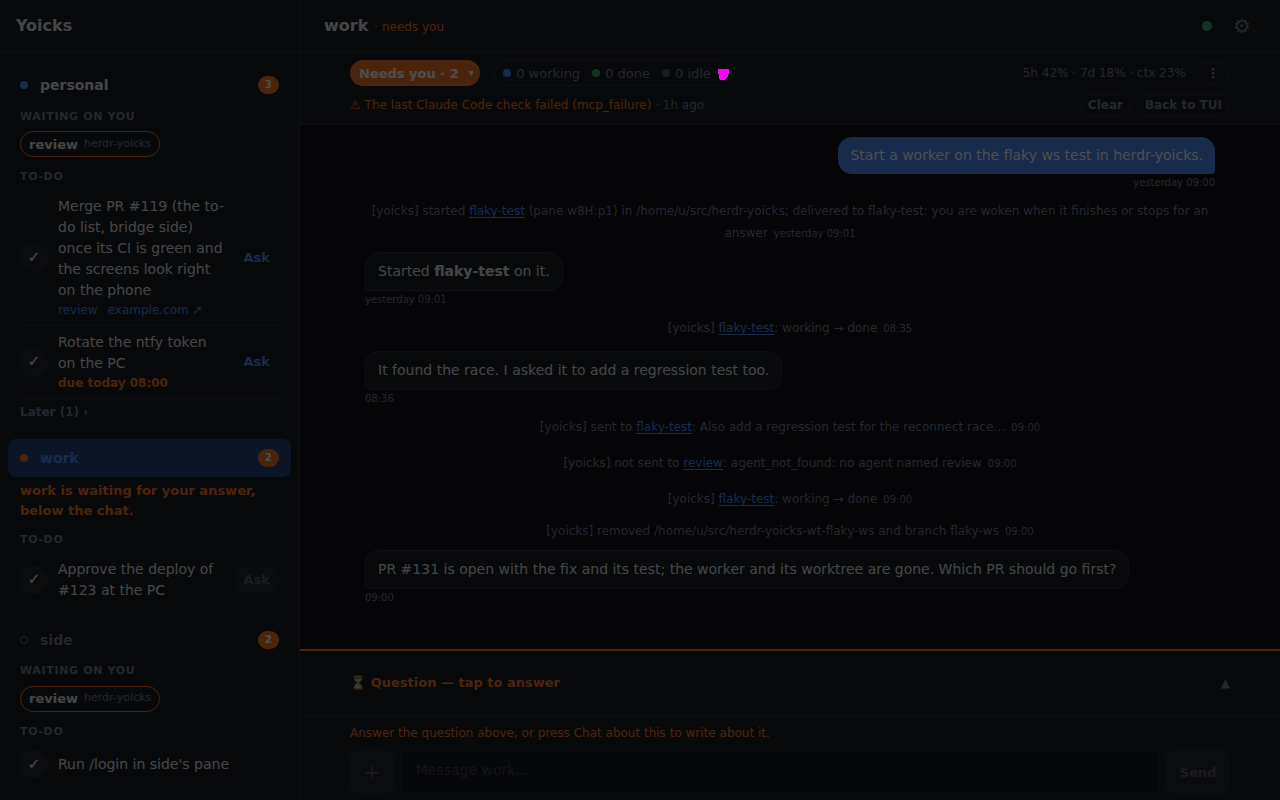 Yoicks
work · needs you
personal
3
WAITING ON YOU
review herdr-yoicks
TO-DO
Merge PR #119 (the to-
do list, bridge side)
once its CI is green and
the screens look right
on the phone
review example.com ↗
✓
Ask
Rotate the ntfy token
on the PC
due today 08:00
✓
Ask
Later (1) ›
work
2
work is waiting for your answer,
below the chat.
TO-DO
Approve the deploy of
#123 at the PC
✓
Ask
side
2
WAITING ON YOU
review herdr-yoicks
TO-DO
✓ Run /login in side's pane
Needs you · 2 ▾
0 working 0 done 0 idle
5h 42% · 7d 18% · ctx 23%
⚠ The last Claude Code check failed (mcp_failure) · 1h ago
Clear
Back to TUI
Start a worker on the flaky ws test in herdr-yoicks.
yesterday 09:00
[yoicks] started flaky-test (pane w8H:p1) in /home/u/src/herdr-yoicks; delivered to flaky-test: you are woken when it finishes or stops for an
answer yesterday 09:01
Started flaky-test on it.
yesterday 09:01
[yoicks] flaky-test: working → done 08:35
It found the race. I asked it to add a regression test too.
08:36
[yoicks] sent to flaky-test: Also add a regression test for the reconnect race... 09:00
[yoicks] not sent to review: agent_not_found: no agent named review 09:00
[yoicks] flaky-test: working → done 09:00
[yoicks] removed /home/u/src/herdr-yoicks-wt-flaky-ws and branch flaky-ws 09:00
PR #131 is open with the fix and its test; the worker and its worktree are gone. Which PR should go first?
09:00
⏳ Question — tap to answer ▲
Answer the question above, or press Chat about this to write about it.
+
Message work...
Send